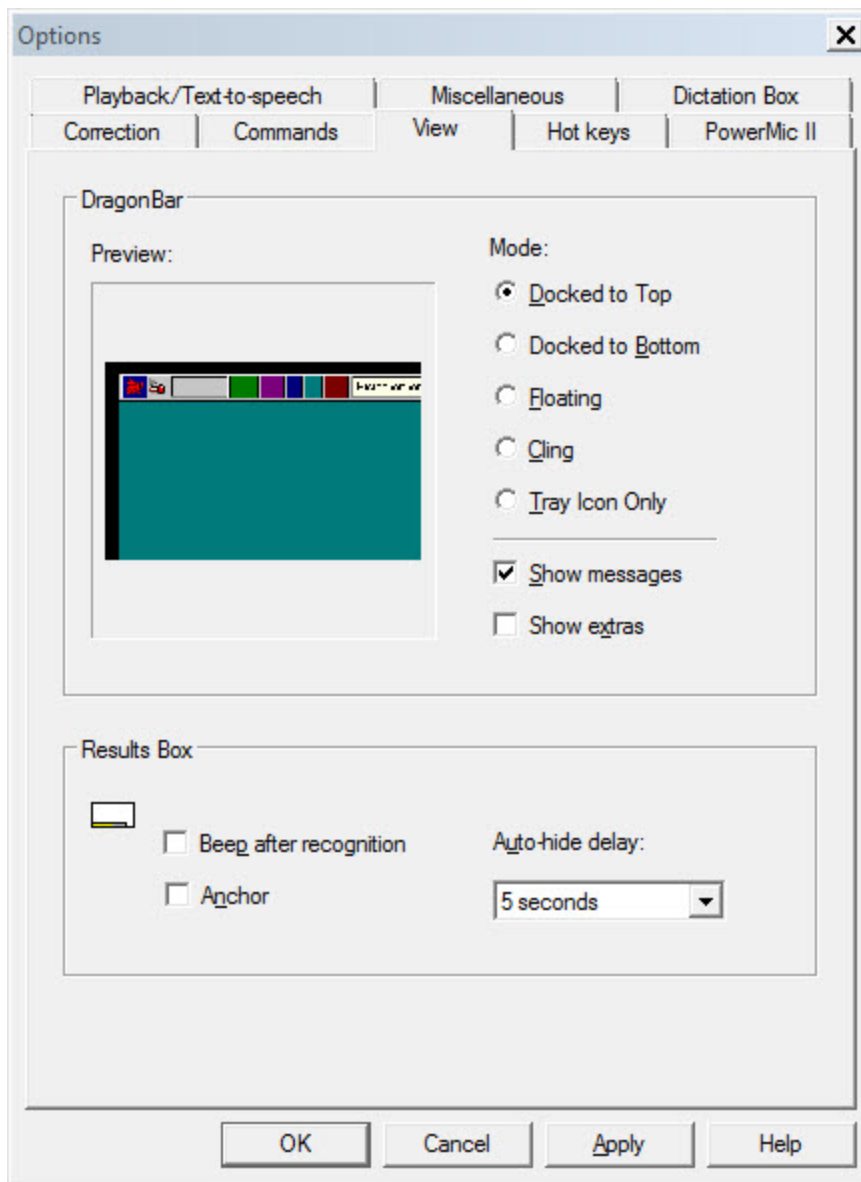 Options
Playback/Text-to-speech Miscellaneous Dictation Box
Correction Commands View Hot keys PowerMic II
DragonBar
Preview:
Mode:
Docked to Top
Docked to Bottom
Floating
Cling
Tray Icon Only
Show messages
Show extras
Results Box
Beep after recognition
Anchor
Auto-hide delay:
5 seconds
OK Cancel Apply Help